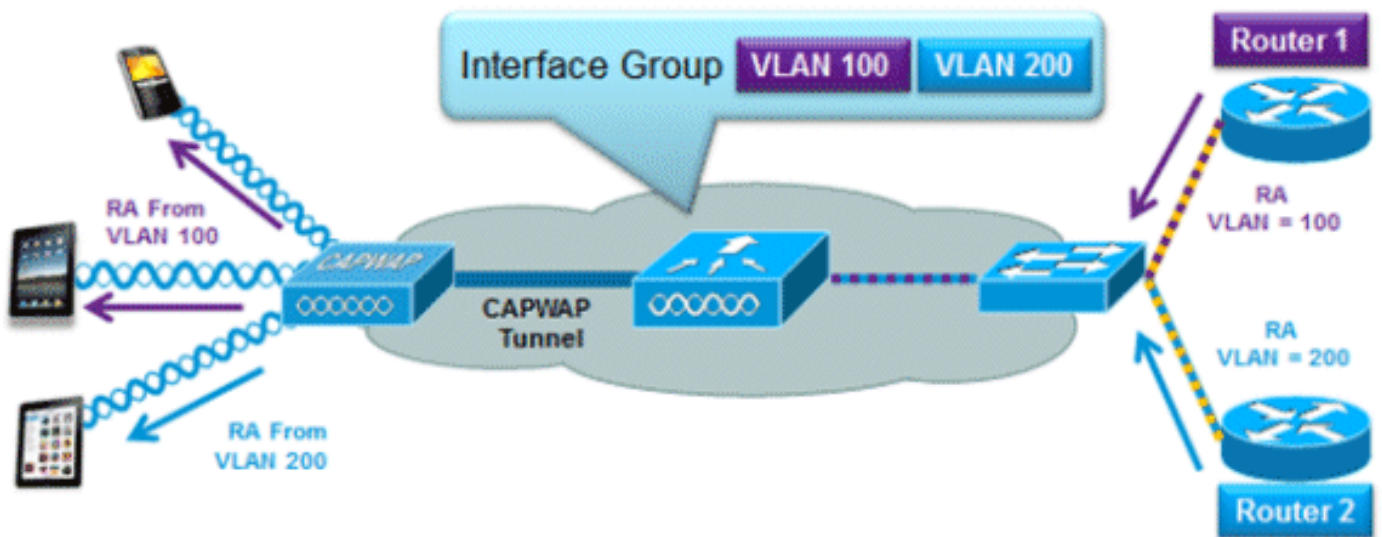 Interface Group VLAN 100 VLAN 200
Router 1
RA From
VLAN 100
RA
VLAN = 100
CAPWAP
CAPWAP
Tunnel
RA
VLAN = 200
RA From
VLAN 200
Router 2